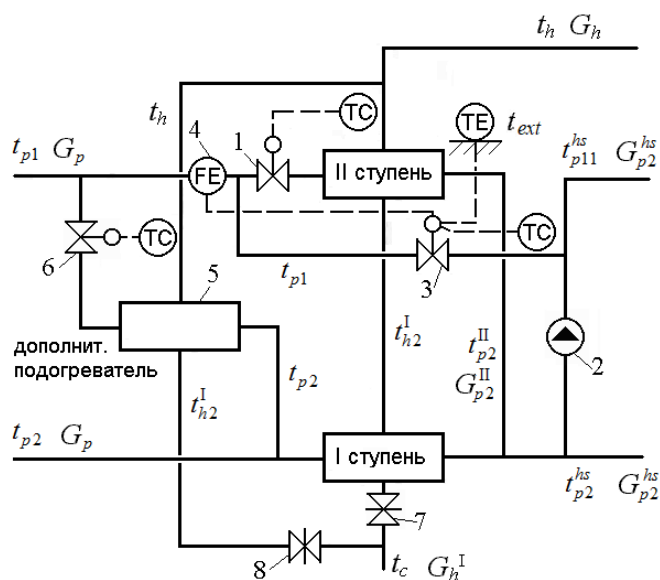 t_h G_h
t_h
4
TC
TE
t_ext
t_p11^hs G_p2^hs
t_p1 G_p
1
FE
II ступень
TC
TC
6
t_p1
3
5
дополнит.
подогреватель
t_h2^I
t_p2
t_h2^I
t_p2^II
G_p2^II
2
t_p2 G_p
I ступень
t_p2^hs G_p2^hs
7
8
t_c G_h^I